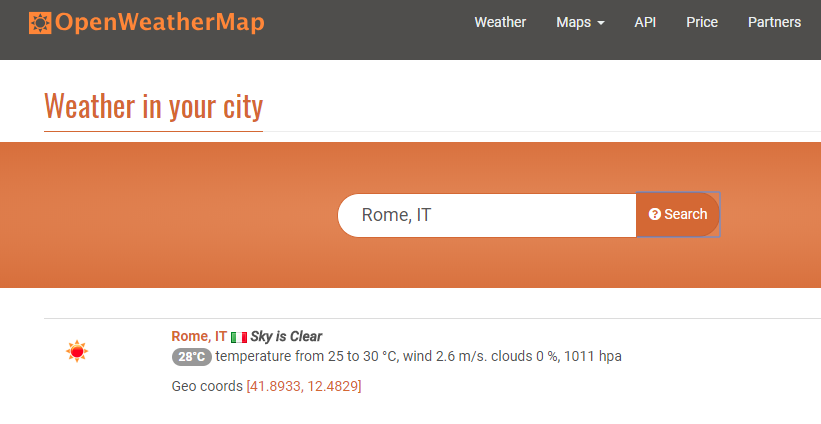 OpenWeatherMap Weather Maps API Price Partners
Weather in your city
Rome, IT Search
Rome, IT Sky is Clear
28°C temperature from 25 to 30 °C, wind 2.6 m/s. clouds 0 %, 1011 hpa
Geo coords [41.8933, 12.4829]